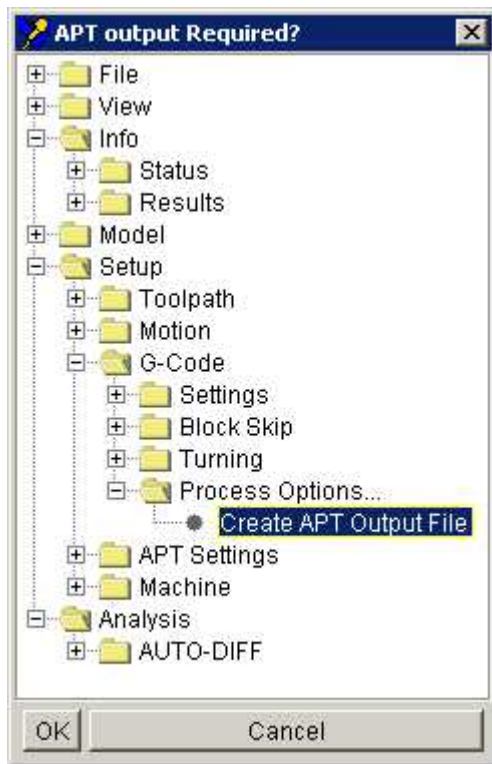 APT output Required?
File
View
Info
Status
Results
Model
Setup
Toolpath
Motion
G-Code
Settings
Block Skip
Turning
Process Options...
Create APT Output File
APT Settings
Machine
Analysis
AUTO-DIFF
OK Cancel